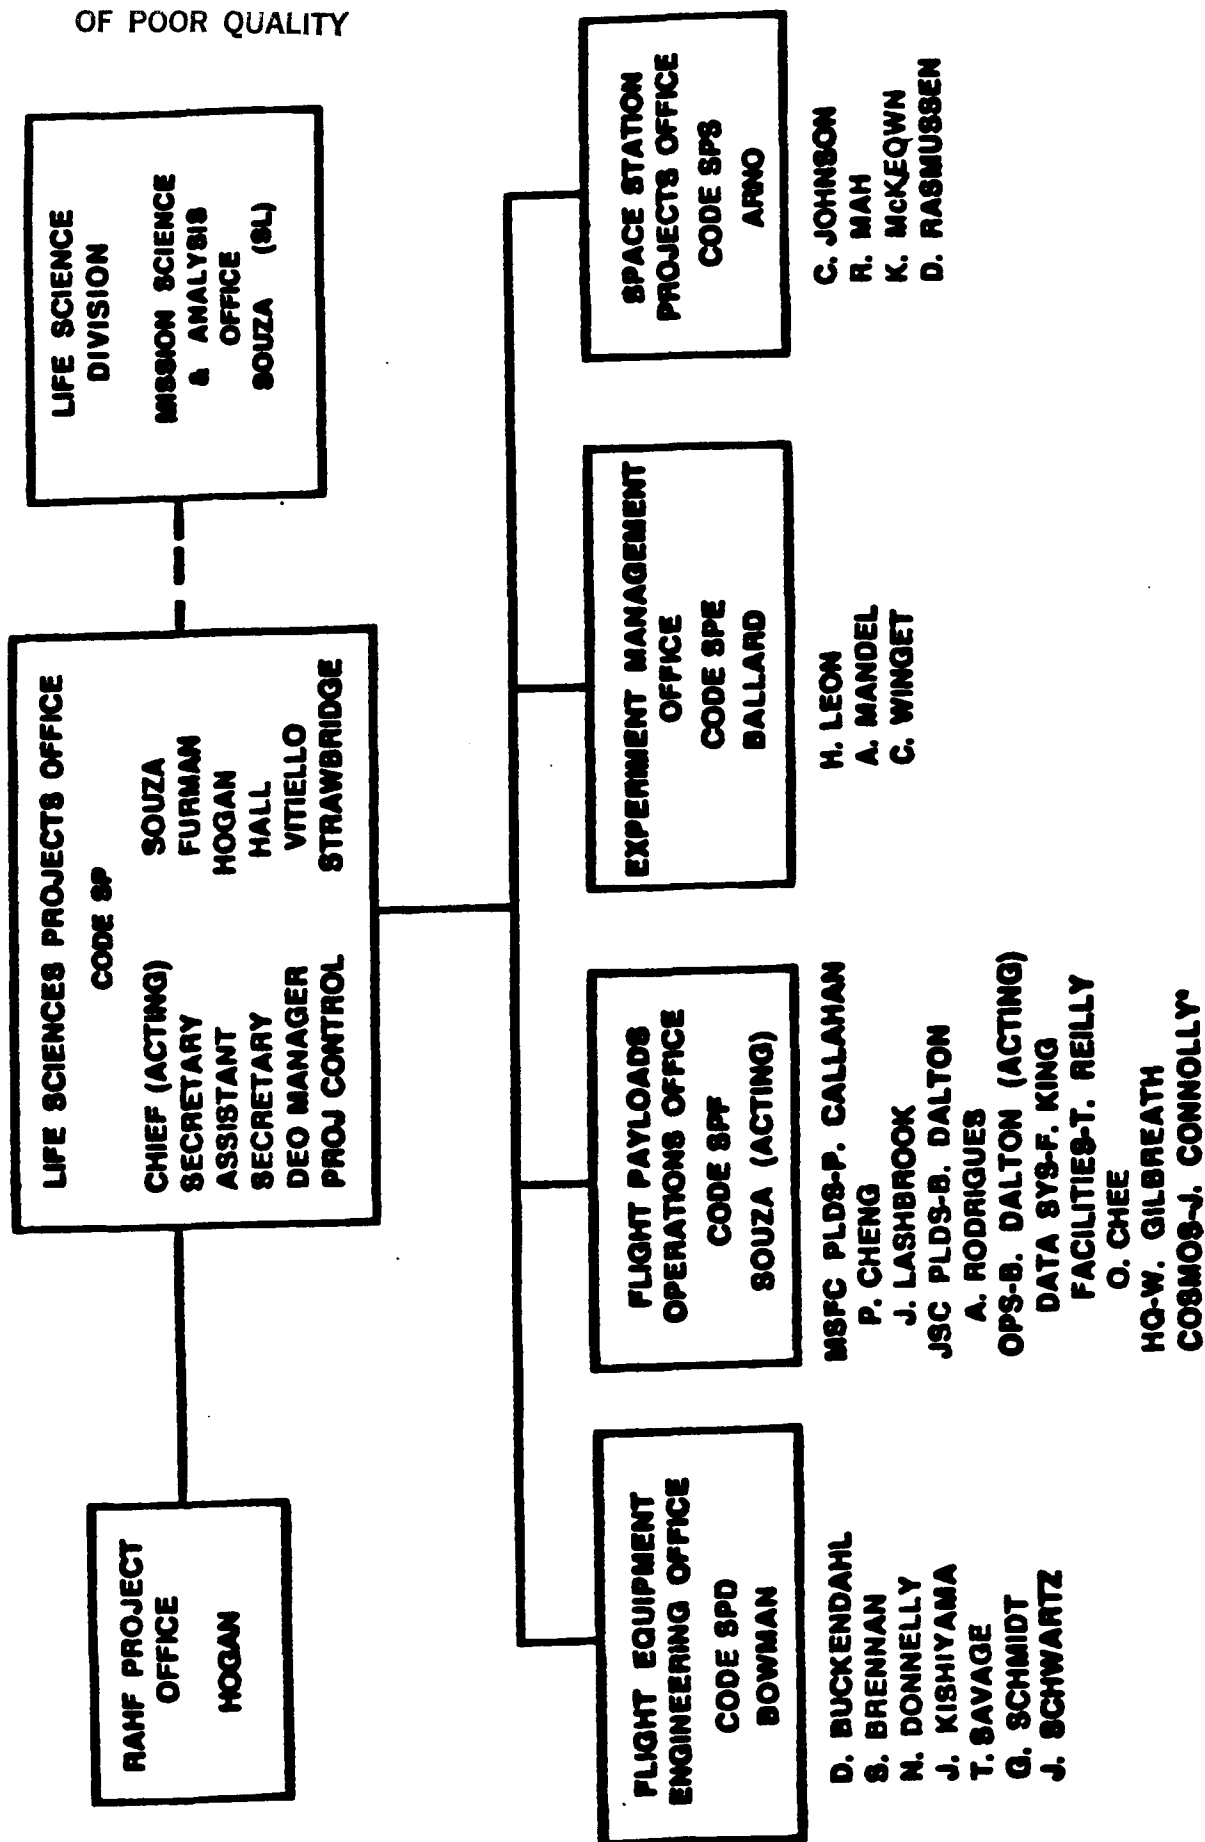 OF POOR QUALITY
RAHF PROJECT
OFFICE
HOGAN
LIFE SCIENCES PROJECTS OFFICE
CODE SP
CHIEF (ACTING) SOUZA
SECRETARY FURMAN
ASSISTANT HOGAN
SECRETARY HALL
DEO MANAGER VITIELLO
PROJ CONTROL STRAWBRIDGE
LIFE SCIENCE
DIVISION
MISSION SCIENCE
& ANALYSIS
OFFICE
SOUZA (SL)
FLIGHT EQUIPMENT
ENGINEERING OFFICE
CODE SPD
BOWMAN
D. BUCKENDAHL
S. BRENNAN
N. DONNELLY
J. KISHIYAMA
T. SAVAGE
G. SCHMIDT
J. SCHWARTZ
FLIGHT PAYLOADS
OPERATIONS OFFICE
CODE SPF
SOUZA (ACTING)
MSFC PLDS-P. CALLAHAN
P. CHENG
J. LASHBROOK
JSC PLDS-B. DALTON
A. RODRIGUES
OPS-B. DALTON (ACTING)
DATA SYS-F. KING
FACILITIES-T. REILLY
O. CHEE
HQ-W. GILBREATH
COSMOS-J. CONNOLLY*
EXPERIMENT MANAGEMENT
OFFICE
CODE SPE
BALLARD
H. LEON
A. MANDEL
C. WINGET
SPACE STATION
PROJECTS OFFICE
CODE SPS
ARNO
C. JOHNSON
R. MAH
K. McKEQWN
D. RASMUSSEN